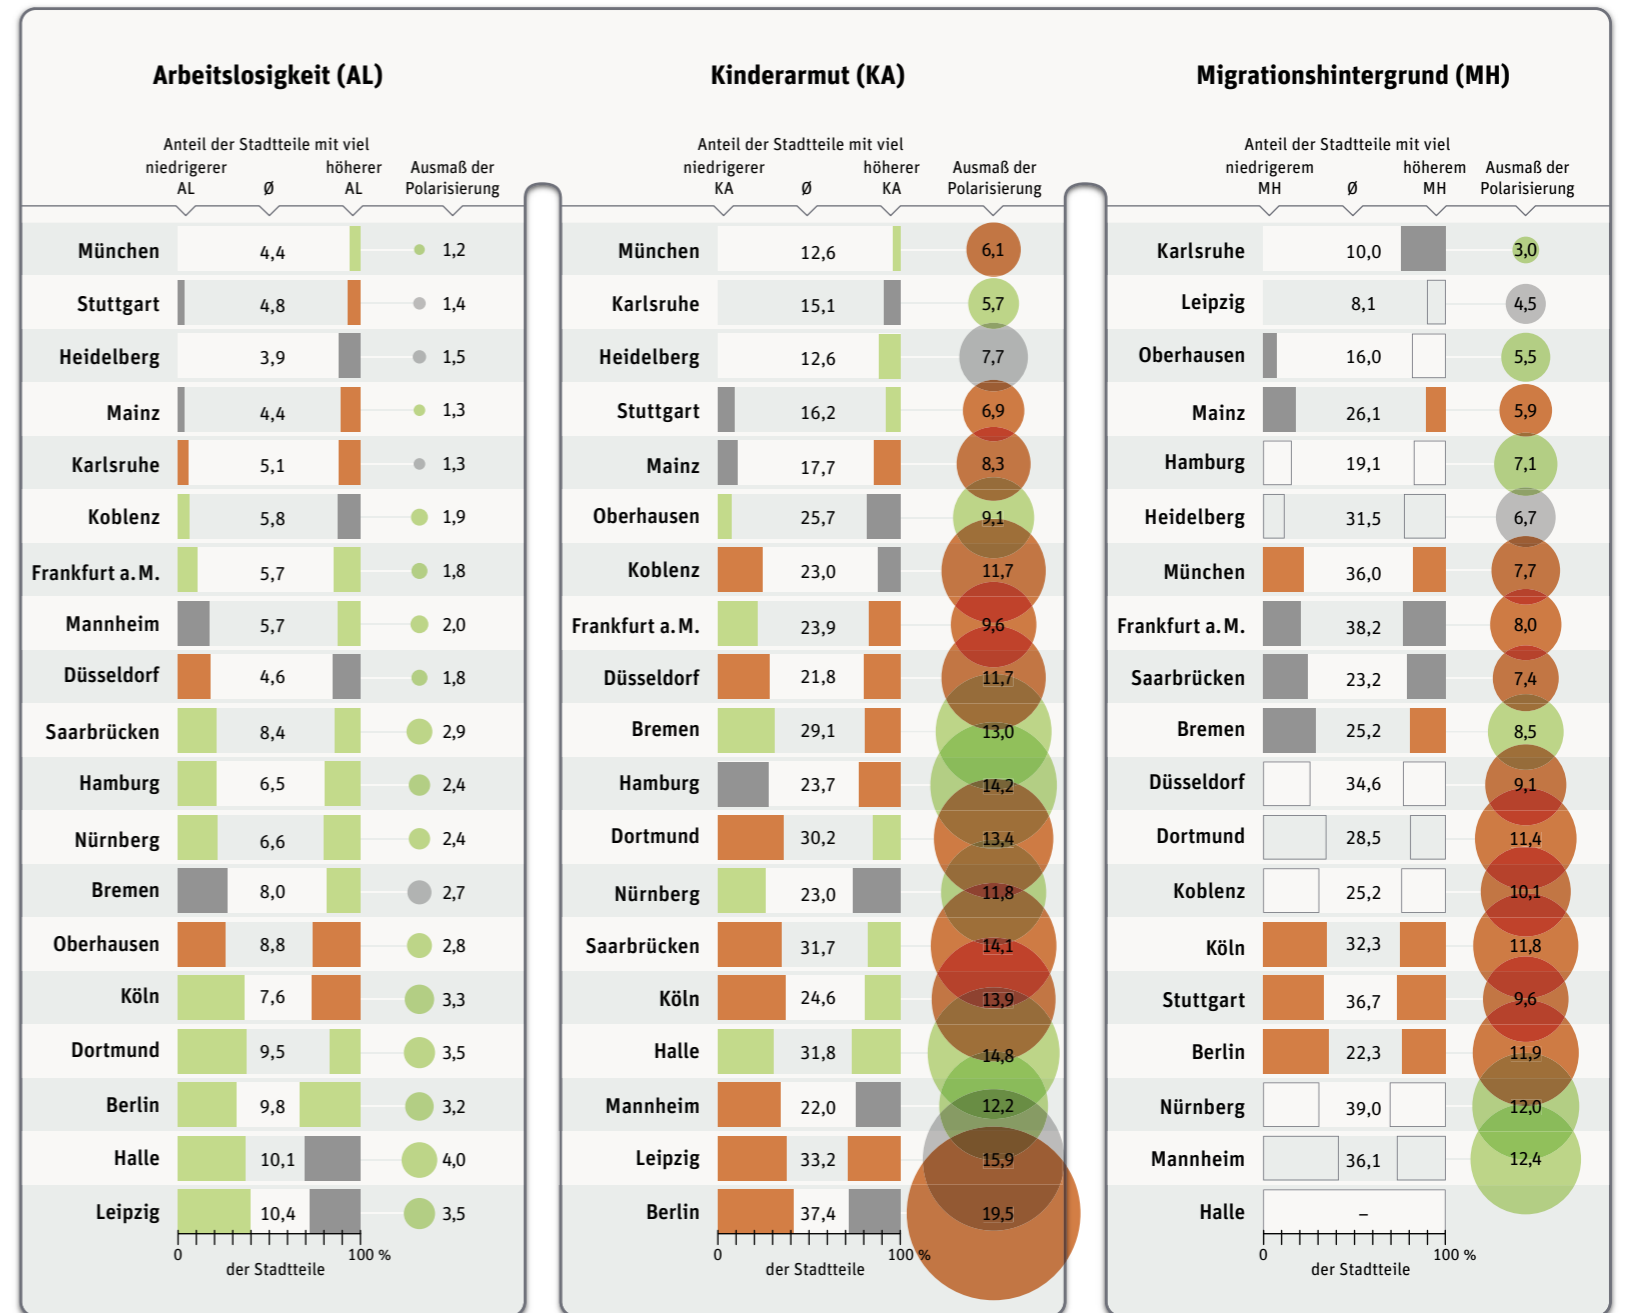 Arbeitslosigkeit (AL)
Anteil der Stadtteile mit viel
niedrigerer höherer Ausmaß der
AL Ø AL Polarisierung
München 4,4 1,2
Stuttgart 4,8 1,4
Heidelberg 3,9 1,5
Mainz 4,4 1,3
Karlsruhe 5,1 1,3
Koblenz 5,8 1,9
Frankfurt a. M. 5,7 1,8
Mannheim 5,7 2,0
Düsseldorf 4,6 1,8
Saarbrücken 8,4 2,9
Hamburg 6,5 2,4
Nürnberg 6,6 2,4
Bremen 8,0 2,7
Oberhausen 8,8 2,8
Köln 7,6 3,3
Dortmund 9,5 3,5
Berlin 9,8 3,2
Halle 10,1 4,0
Leipzig 10,4 3,5
0 100 %
der Stadtteile
Kinderarmut (KA)
Anteil der Stadtteile mit viel
niedrigerer höherer Ausmaß der
KA Ø KA Polarisierung
München 12,6 6,1
Karlsruhe 15,1 5,7
Heidelberg 12,6 7,7
Stuttgart 16,2 6,9
Mainz 17,7 8,3
Oberhausen 25,7 9,1
Koblenz 23,0 11,7
Frankfurt a. M. 23,9 9,6
Düsseldorf 21,8 11,7
Bremen 29,1 13,0
Hamburg 23,7 14,2
Dortmund 30,2 13,4
Nürnberg 23,0 11,8
Saarbrücken 31,7 14,1
Köln 24,6 13,9
Halle 31,8 14,8
Mannheim 22,0 12,2
Leipzig 33,2 15,9
Berlin 37,4 19,5
0 100 %
der Stadtteile
Migrationshintergrund (MH)
Anteil der Stadtteile mit viel
niedrigerem höherem Ausmaß der
MH Ø MH Polarisierung
Karlsruhe 10,0 3,0
Leipzig 8,1 4,5
Oberhausen 16,0 5,5
Mainz 26,1 5,9
Hamburg 19,1 7,1
Heidelberg 31,5 6,7
München 36,0 7,7
Frankfurt a. M. 38,2 8,0
Saarbrücken 23,2 7,4
Bremen 25,2 8,5
Düsseldorf 34,6 9,1
Dortmund 28,5 11,4
Koblenz 25,2 10,1
Köln 32,3 11,8
Stuttgart 36,7 9,6
Berlin 22,3 11,9
Nürnberg 39,0 12,0
Mannheim 36,1 12,4
Halle –
0 100 %
der Stadtteile